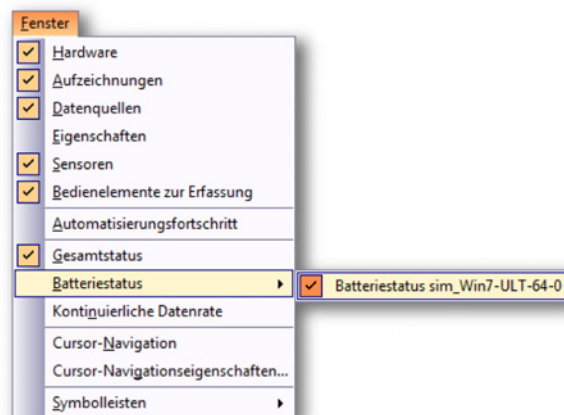 Fenster
Hardware
Aufzeichnungen
Datenquellen
Eigenschaften
Sensoren
Bedienelemente zur Erfassung
Automatisierungsfortschritt
Gesamtstatus
Batteriestatus
Batteriestatus sim_Win7-ULT-64-0
Kontinuierliche Datenrate
Cursor-Navigation
Cursor-Navigationseigenschaften...
Symbolleisten